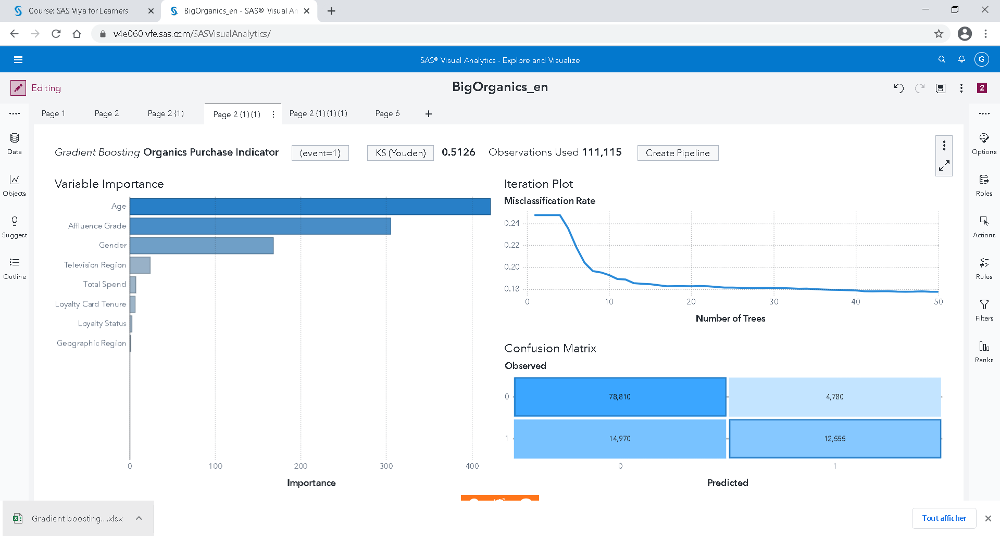 Course: SAS Viya for Learners
BigOrganics_en - SAS® Visual An
v4e060.vfe.sas.com/SASVisualAnalytics/
SAS® Visual Analytics - Explore and Visualize
G
Editing
BigOrganics_en
2
Page 1
Page 2
Page 2 (1)
Page 2 (1) (1)
Page 2 (1) (1) (1)
Page 6
Data
Objects
Suggest
Outline
Gradient Boosting Organics Purchase Indicator
(event=1)
KS (Youden)
0.5126
Observations Used 111,115
Create Pipeline
Variable Importance
Age
Affluence Grade
Gender
Television Region
Total Spend
Loyalty Card Tenure
Loyalty Status
Geographic Region
0 100 200 300 400
Importance
Iteration Plot
Misclassification Rate
0.24
0.22
0.20
0.18
0 10 20 30 40 50
Number of Trees
Confusion Matrix
Observed
0 78,810 4,780
1 14,970 12,555
0 1
Predicted
Options
Roles
Actions
Rules
Filters
Ranks
Gradient boosting....xlsx
Tout afficher